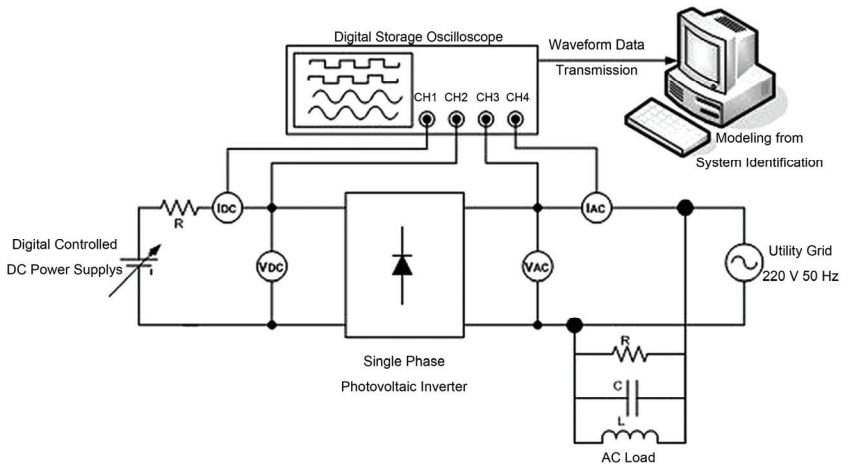 Digital Storage Oscilloscope
Waveform Data
Transmission
CH1 CH2 CH3 CH4
Modeling from
System Identification
IDC
IAC
R
Digital Controlled
DC Power Supplys
VDC
VAC
Utility Grid
220 V 50 Hz
Single Phase
Photovoltaic Inverter
R
C
L
AC Load